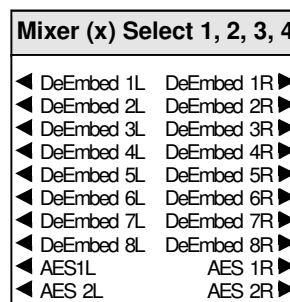 Mixer (x) Select 1, 2, 3, 4
◀ DeEmbed 1L DeEmbed 1R ▶
◀ DeEmbed 2L DeEmbed 2R ▶
◀ DeEmbed 3L DeEmbed 3R ▶
◀ DeEmbed 4L DeEmbed 4R ▶
◀ DeEmbed 5L DeEmbed 5R ▶
◀ DeEmbed 6L DeEmbed 6R ▶
◀ DeEmbed 7L DeEmbed 7R ▶
◀ DeEmbed 8L DeEmbed 8R ▶
◀ AES1L AES 1R ▶
◀ AES 2L AES 2R ▶